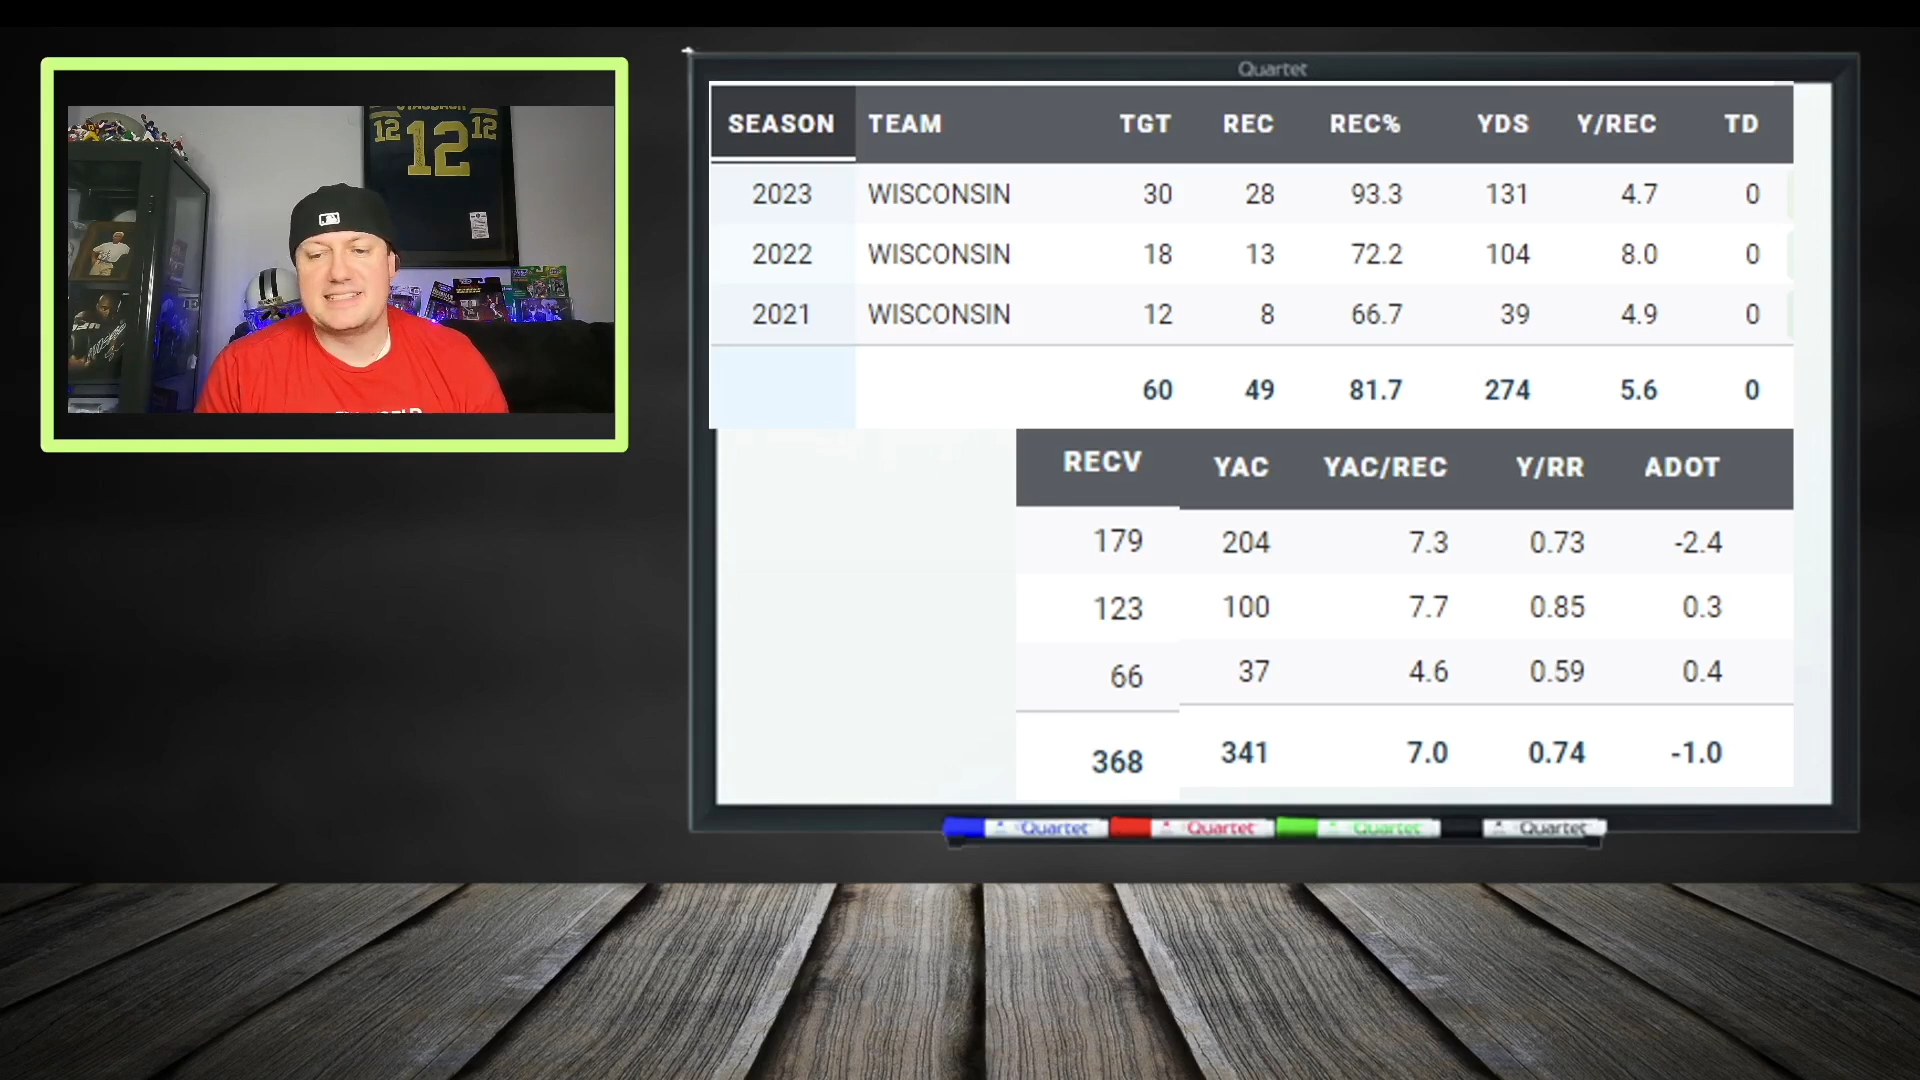 Quartet
SEASON TEAM TGT REC REC% YDS Y/REC TD
2023 WISCONSIN 30 28 93.3 131 4.7 0
2022 WISCONSIN 18 13 72.2 104 8.0 0
2021 WISCONSIN 12 8 66.7 39 4.9 0
60 49 81.7 274 5.6 0
RECV YAC YAC/REC Y/RR ADOT
179 204 7.3 0.73 -2.4
123 100 7.7 0.85 0.3
66 37 4.6 0.59 0.4
368 341 7.0 0.74 -1.0
Quartet Quartet Quartet Quartet
12 12 12